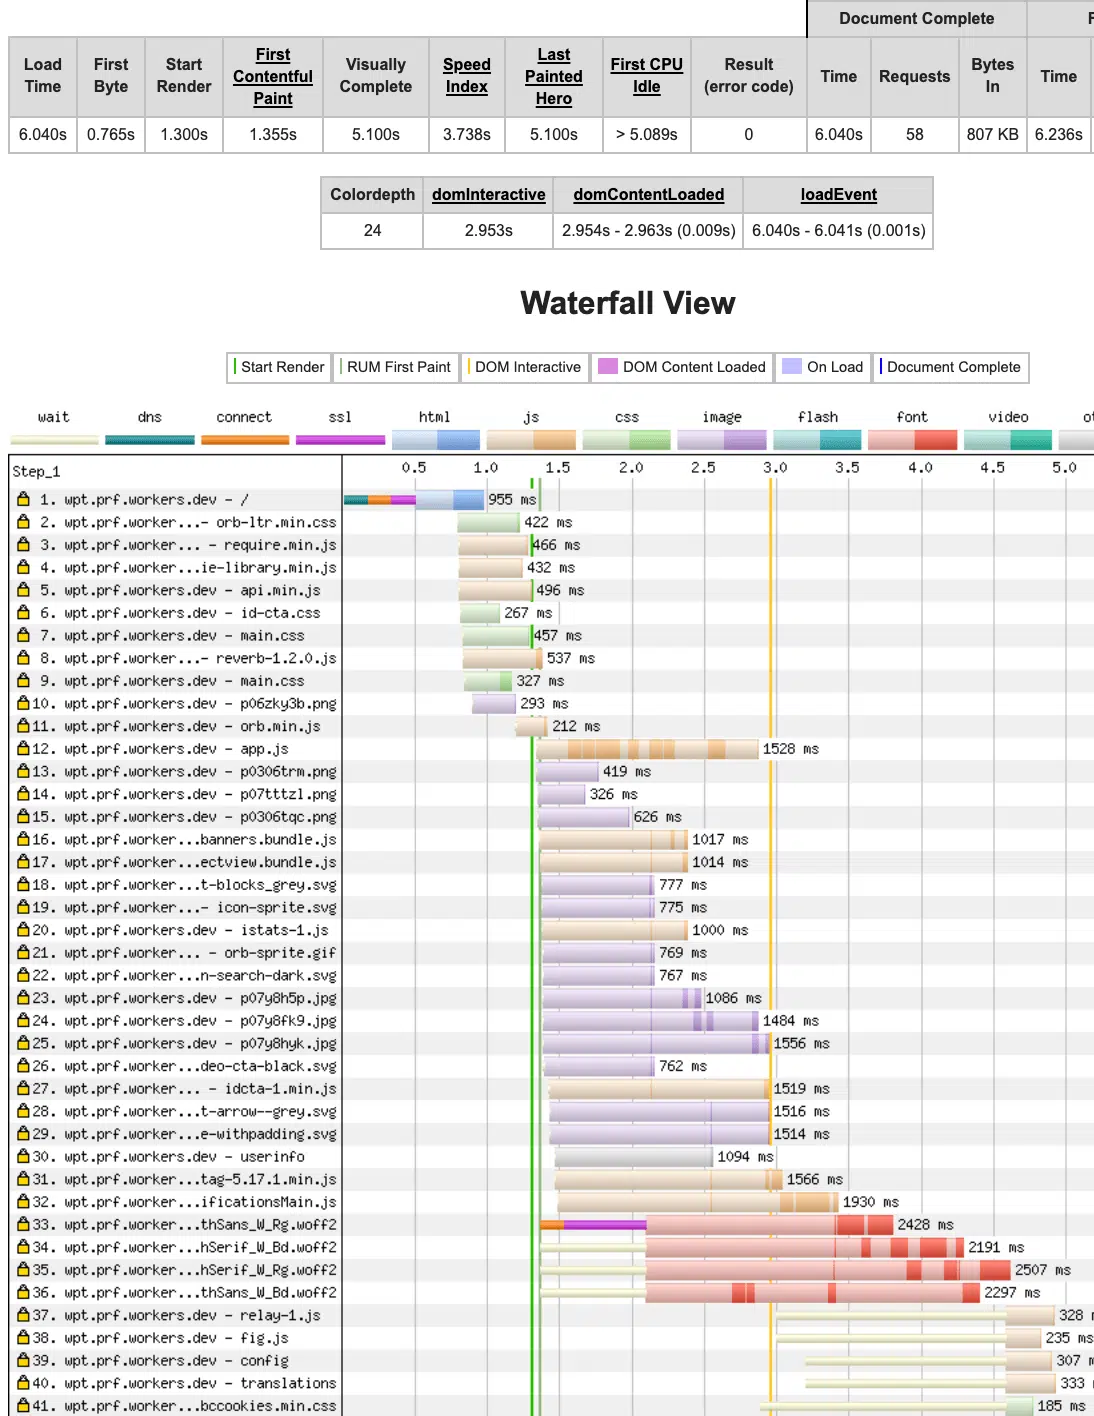 Document Complete F
Load Time First Byte Start Render First Contentful Paint Visually Complete Speed Index Last Painted Hero First CPU Idle Result (error code) Time Requests Bytes In Time
6.040s 0.765s 1.300s 1.355s 5.100s 3.738s 5.100s > 5.089s 0 6.040s 58 807 KB 6.236s
Colordepth domInteractive domContentLoaded loadEvent
24 2.953s 2.954s - 2.963s (0.009s) 6.040s - 6.041s (0.001s)
Waterfall View
Start Render RUM First Paint DOM Interactive DOM Content Loaded On Load Document Complete
wait dns connect ssl html js css image flash font video ot
Step_1 0.5 1.0 1.5 2.0 2.5 3.0 3.5 4.0 4.5 5.0
1. wpt.prf.workers.dev - / 955 ms
2. wpt.prf.worker...- orb-ltr.min.css 422 ms
3. wpt.prf.worker... - require.min.js 466 ms
4. wpt.prf.worker...ie-library.min.js 432 ms
5. wpt.prf.workers.dev - api.min.js 496 ms
6. wpt.prf.workers.dev - id-cta.css 267 ms
7. wpt.prf.workers.dev - main.css 457 ms
8. wpt.prf.worker...- reverb-1.2.0.js 537 ms
9. wpt.prf.workers.dev - main.css 327 ms
10. wpt.prf.workers.dev - p06zky3b.png 293 ms
11. wpt.prf.workers.dev - orb.min.js 212 ms
12. wpt.prf.workers.dev - app.js 1528 ms
13. wpt.prf.workers.dev - p0306trm.png 419 ms
14. wpt.prf.workers.dev - p07tttzl.png 326 ms
15. wpt.prf.workers.dev - p0306tqc.png 626 ms
16. wpt.prf.worker...banners.bundle.js 1017 ms
17. wpt.prf.worker...ectview.bundle.js 1014 ms
18. wpt.prf.worker...t-blocks_grey.svg 777 ms
19. wpt.prf.worker...- icon-sprite.svg 775 ms
20. wpt.prf.workers.dev - istats-1.js 1000 ms
21. wpt.prf.worker... - orb-sprite.gif 769 ms
22. wpt.prf.worker...n-search-dark.svg 767 ms
23. wpt.prf.workers.dev - p07y8h5p.jpg 1086 ms
24. wpt.prf.workers.dev - p07y8fk9.jpg 1484 ms
25. wpt.prf.workers.dev - p07y8hyk.jpg 1556 ms
26. wpt.prf.worker...deo-cta-black.svg 762 ms
27. wpt.prf.worker... - idcta-1.min.js 1519 ms
28. wpt.prf.worker...t-arrow--grey.svg 1516 ms
29. wpt.prf.worker...e-withpadding.svg 1514 ms
30. wpt.prf.workers.dev - userinfo 1094 ms
31. wpt.prf.worker...tag-5.17.1.min.js 1566 ms
32. wpt.prf.worker...ificationsMain.js 1930 ms
33. wpt.prf.worker...thSans_W_Rg.woff2 2428 ms
34. wpt.prf.worker...hSerif_W_Bd.woff2 2191 ms
35. wpt.prf.worker...hSerif_W_Rg.woff2 2507 ms
36. wpt.prf.worker...thSans_W_Bd.woff2 2297 ms
37. wpt.prf.workers.dev - relay-1.js 328
38. wpt.prf.workers.dev - fig.js 235 ms
39. wpt.prf.workers.dev - config 307 m
40. wpt.prf.workers.dev - translations 333
41. wpt.prf.worker...bccookies.min.css 185 ms